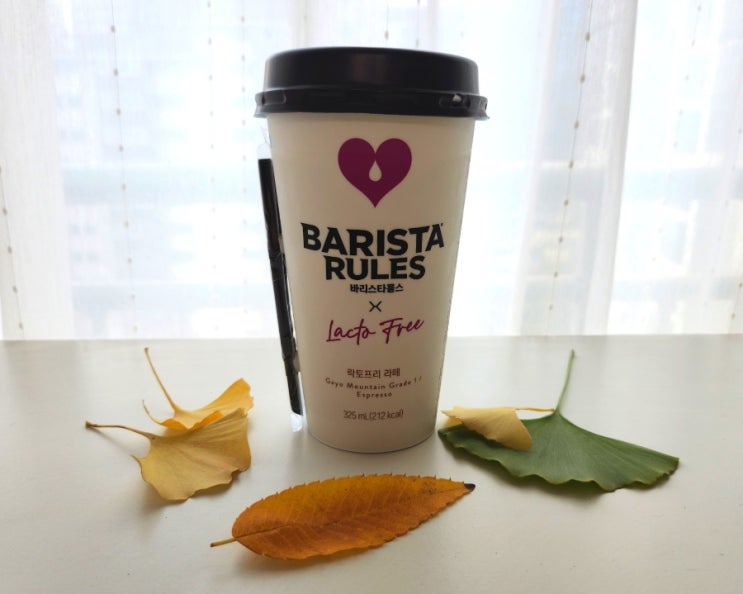 BARISTA
RULES
바리스타룰스
×
Lacto Free
락토프리 라떼
Geyo Mountain Grade 1 /
Espresso
325 mL(212 kcal)